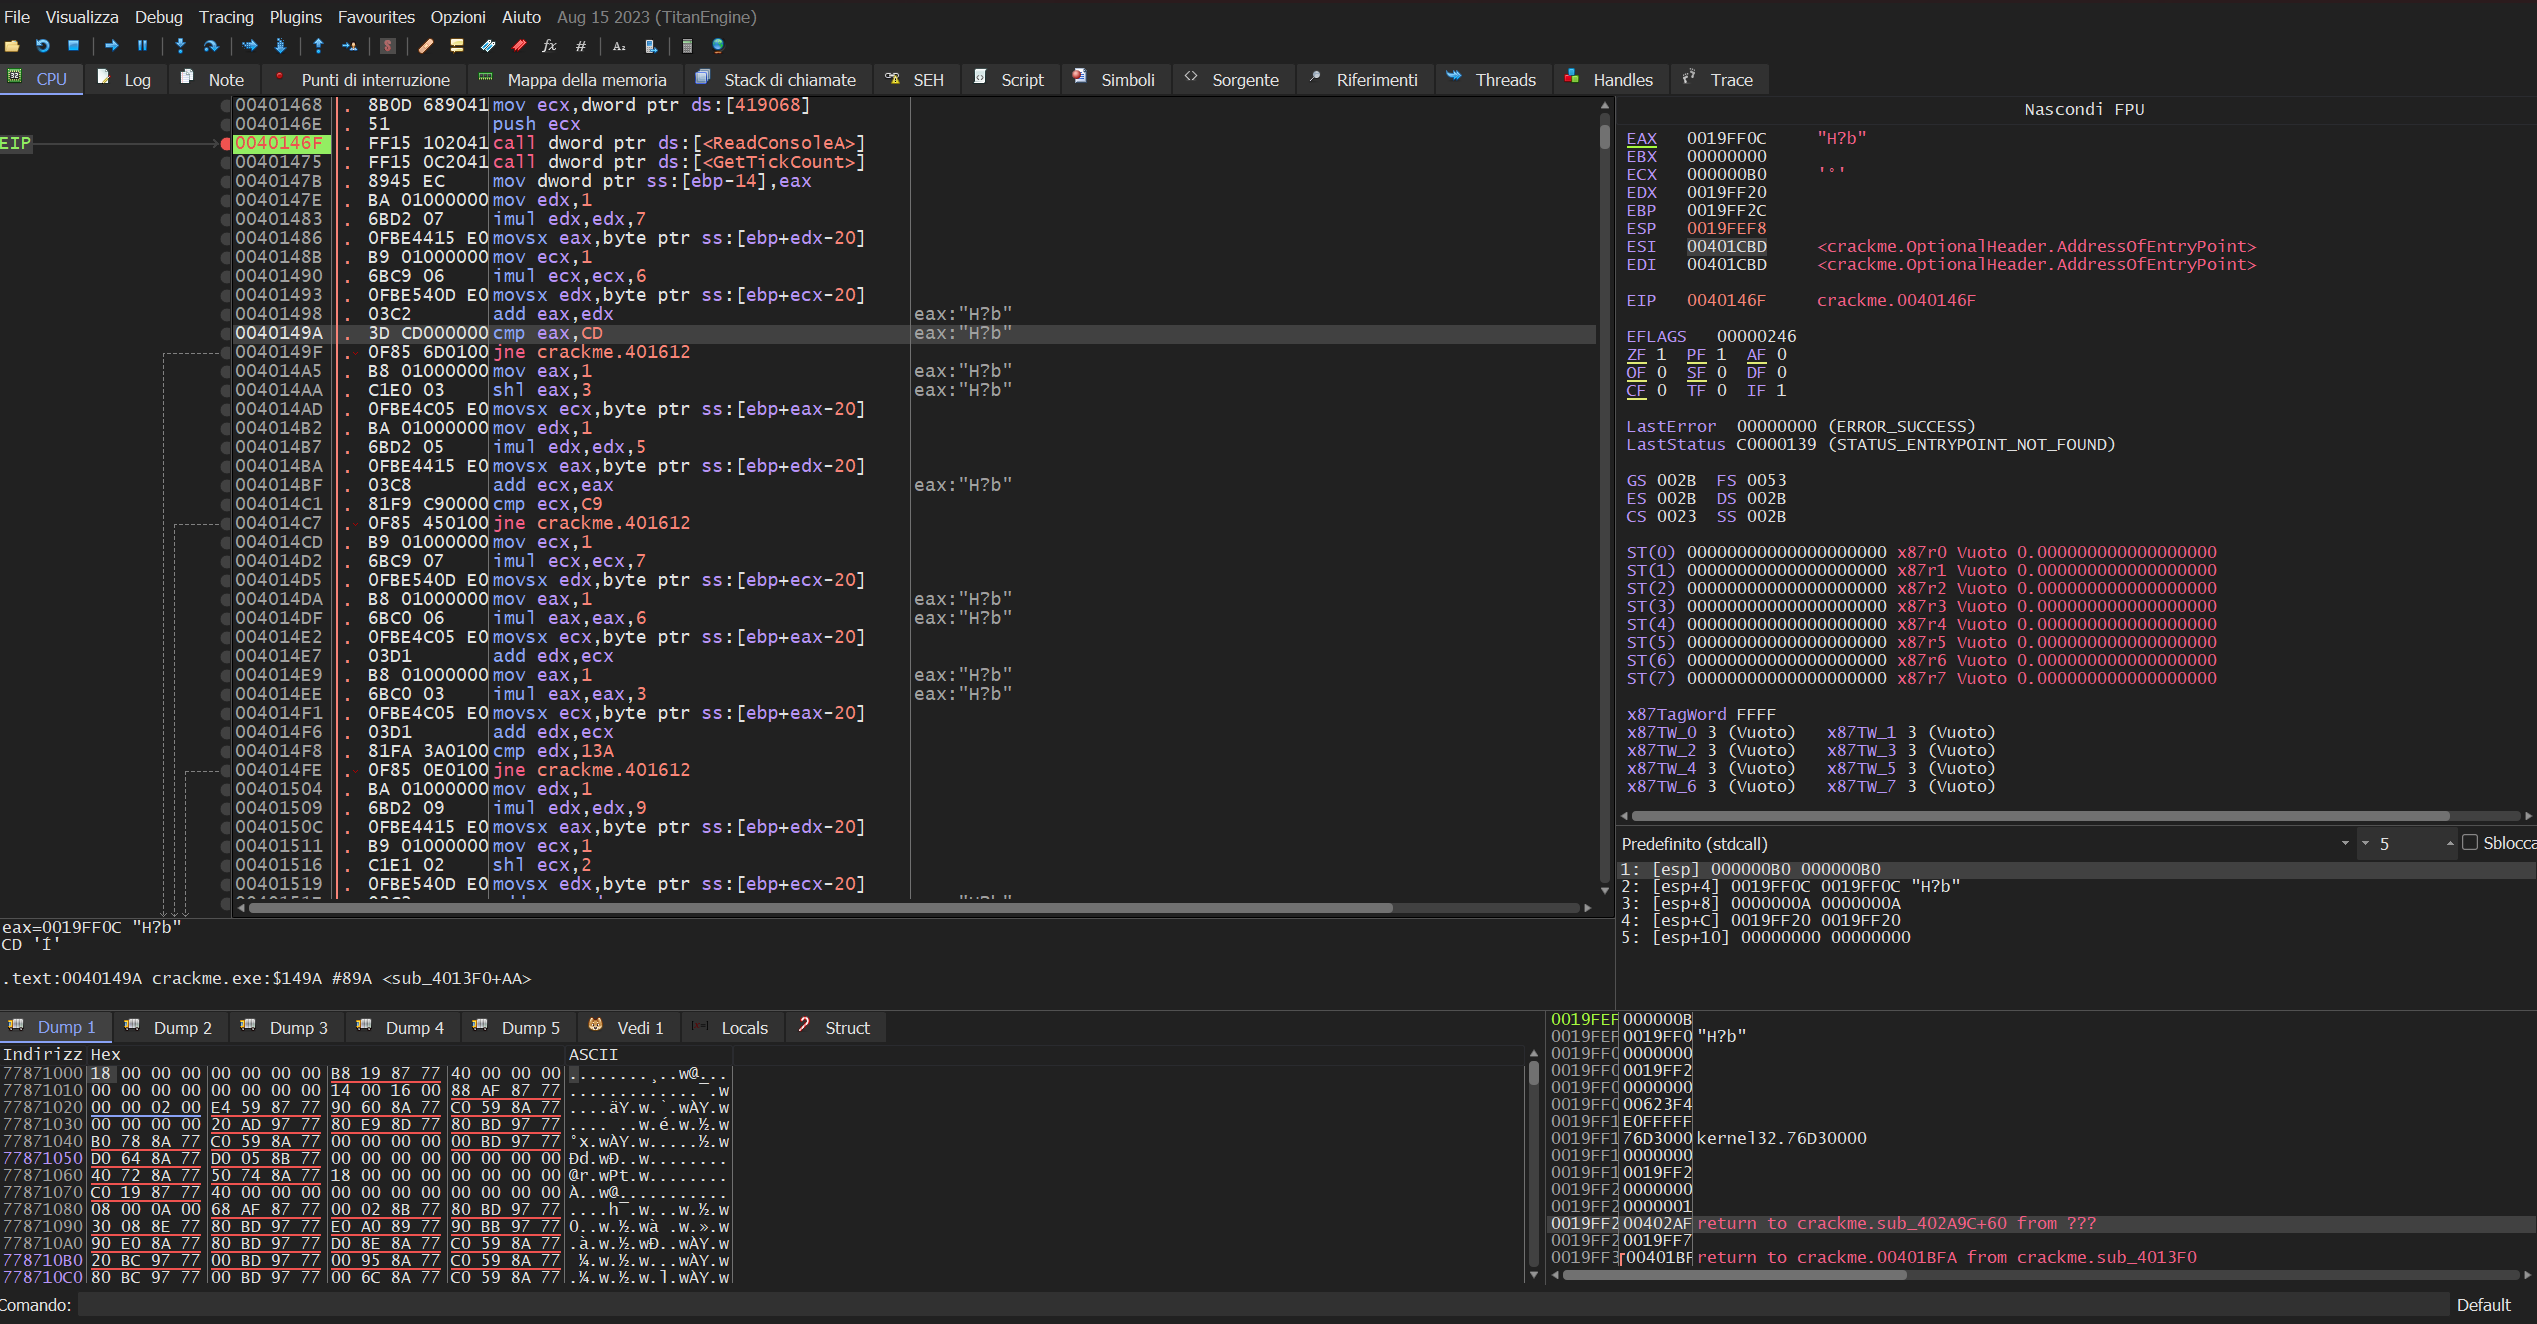 File Visualizza Debug Tracing Plugins Favourites Opzioni Aiuto Aug 15 2023 (TitanEngine)
CPU Log Note Punti di interruzione Mappa della memoria Stack di chiamate SEH Script Simboli Sorgente Riferimenti Threads Handles Trace
EIP
00401468 . 8B0D 689041 mov ecx,dword ptr ds:[419068]
0040146E . 51 push ecx
0040146F . FF15 102041 call dword ptr ds:[<ReadConsoleA>]
00401475 . FF15 0C2041 call dword ptr ds:[<GetTickCount>]
0040147B . 8945 EC mov dword ptr ss:[ebp-14],eax
0040147E . BA 01000000 mov edx,1
00401483 . 6BD2 07 imul edx,edx,7
00401486 . 0FBE4415 E0 movsx eax,byte ptr ss:[ebp+edx-20]
0040148B . B9 01000000 mov ecx,1
00401490 . 6BC9 06 imul ecx,ecx,6
00401493 . 0FBE540D E0 movsx edx,byte ptr ss:[ebp+ecx-20]
00401498 . 03C2 add eax,edx eax:"H?b"
0040149A . 3D CD000000 cmp eax,CD eax:"H?b"
0040149F . 0F85 6D0100 jne crackme.401612
004014A5 . B8 01000000 mov eax,1 eax:"H?b"
004014AA . C1E0 03 shl eax,3 eax:"H?b"
004014AD . 0FBE4C05 E0 movsx ecx,byte ptr ss:[ebp+eax-20]
004014B2 . BA 01000000 mov edx,1
004014B7 . 6BD2 05 imul edx,edx,5
004014BA . 0FBE4415 E0 movsx eax,byte ptr ss:[ebp+edx-20]
004014BF . 03C8 add ecx,eax eax:"H?b"
004014C1 . 81F9 C90000 cmp ecx,C9
004014C7 . 0F85 450100 jne crackme.401612
004014CD . B9 01000000 mov ecx,1
004014D2 . 6BC9 07 imul ecx,ecx,7
004014D5 . 0FBE540D E0 movsx edx,byte ptr ss:[ebp+ecx-20]
004014DA . B8 01000000 mov eax,1 eax:"H?b"
004014DF . 6BC0 06 imul eax,eax,6 eax:"H?b"
004014E2 . 0FBE4C05 E0 movsx ecx,byte ptr ss:[ebp+eax-20]
004014E7 . 03D1 add edx,ecx
004014E9 . B8 01000000 mov eax,1 eax:"H?b"
004014EE . 6BC0 03 imul eax,eax,3 eax:"H?b"
004014F1 . 0FBE4C05 E0 movsx ecx,byte ptr ss:[ebp+eax-20]
004014F6 . 03D1 add edx,ecx
004014F8 . 81FA 3A0100 cmp edx,13A
004014FE . 0F85 0E0100 jne crackme.401612
00401504 . BA 01000000 mov edx,1
00401509 . 6BD2 09 imul edx,edx,9
0040150C . 0FBE4415 E0 movsx eax,byte ptr ss:[ebp+edx-20]
00401511 . B9 01000000 mov ecx,1
00401516 . C1E1 02 shl ecx,2
00401519 . 0FBE540D E0 movsx edx,byte ptr ss:[ebp+ecx-20]
Nascondi FPU
EAX 0019FF0C "H?b"
EBX 00000000
ECX 000000B0 '°'
EDX 0019FF20
EBP 0019FF2C
ESP 0019FEF8
ESI 00401CBD <crackme.OptionalHeader.AddressOfEntryPoint>
EDI 00401CBD <crackme.OptionalHeader.AddressOfEntryPoint>
EIP 0040146F crackme.0040146F
EFLAGS 00000246
ZF 1 PF 1 AF 0
OF 0 SF 0 DF 0
CF 0 TF 0 IF 1
LastError 00000000 (ERROR_SUCCESS)
LastStatus C0000139 (STATUS_ENTRYPOINT_NOT_FOUND)
GS 002B FS 0053
ES 002B DS 002B
CS 0023 SS 002B
ST(0) 00000000000000000000 x87r0 Vuoto 0.000000000000000000
ST(1) 00000000000000000000 x87r1 Vuoto 0.000000000000000000
ST(2) 00000000000000000000 x87r2 Vuoto 0.000000000000000000
ST(3) 00000000000000000000 x87r3 Vuoto 0.000000000000000000
ST(4) 00000000000000000000 x87r4 Vuoto 0.000000000000000000
ST(5) 00000000000000000000 x87r5 Vuoto 0.000000000000000000
ST(6) 00000000000000000000 x87r6 Vuoto 0.000000000000000000
ST(7) 00000000000000000000 x87r7 Vuoto 0.000000000000000000
x87TagWord FFFF
x87TW_0 3 (Vuoto) x87TW_1 3 (Vuoto)
x87TW_2 3 (Vuoto) x87TW_3 3 (Vuoto)
x87TW_4 3 (Vuoto) x87TW_5 3 (Vuoto)
x87TW_6 3 (Vuoto) x87TW_7 3 (Vuoto)
Predefinito (stdcall) 5 Sblocca
1: [esp] 000000B0 000000B0
2: [esp+4] 0019FF0C 0019FF0C "H?b"
3: [esp+8] 0000000A 0000000A
4: [esp+C] 0019FF20 0019FF20
5: [esp+10] 00000000 00000000
eax=0019FF0C "H?b"
CD 'Í'
.text:0040149A crackme.exe:$149A #89A <sub_4013F0+AA>
Dump 1 Dump 2 Dump 3 Dump 4 Dump 5 Vedi 1 Locals Struct
Indirizz Hex ASCII
77871000 18 00 00 00 00 00 00 00 B8 19 87 77 40 00 00 00 ........¸..w@...
77871010 00 00 00 00 00 00 00 00 14 00 16 00 88 AF 87 77 .............¯.w
77871020 00 00 02 00 E4 59 87 77 90 60 8A 77 C0 59 8A 77 ....äY.w.`.wÀY.w
77871030 00 00 00 00 20 AD 97 77 80 E9 8D 77 80 BD 97 77 .... ..w.é.w.½.w
77871040 B0 78 8A 77 C0 59 8A 77 00 00 00 00 00 BD 97 77 °x.wÀY.w.....½.w
77871050 D0 64 8A 77 D0 05 8B 77 00 00 00 00 00 00 00 00 Ðd.wÐ..w........
77871060 40 72 8A 77 50 74 8A 77 18 00 00 00 00 00 00 00 @r.wPt.w........
77871070 C0 19 87 77 40 00 00 00 00 00 00 00 00 00 00 00 À..w@...........
77871080 08 00 0A 00 68 AF 87 77 00 02 8B 77 80 BD 97 77 ....h¯.w...w.½.w
77871090 30 08 8E 77 80 BD 97 77 E0 A0 89 77 90 BB 97 77 0..w.½.wà .w.».w
778710A0 90 E0 8A 77 80 BD 97 77 D0 8E 8A 77 C0 59 8A 77 .à.w.½.wÐ..wÀY.w
778710B0 20 BC 97 77 00 BD 97 77 00 95 8A 77 C0 59 8A 77 ¼.w.½.w...wÀY.w
778710C0 80 BC 97 77 00 BD 97 77 00 6C 8A 77 C0 59 8A 77 .¼.w.½.w.l.wÀY.w
0019FEF 000000B
0019FEF 0019FF0 "H?b"
0019FF0 0000000
0019FF0 0019FF2
0019FF0 0000000
0019FF0 00623F4
0019FF1 E0FFFFF
0019FF1 76D3000 kernel32.76D30000
0019FF1 0000000
0019FF1 0019FF2
0019FF2 0000000
0019FF2 0000001
0019FF2 00402AF return to crackme.sub_402A9C+60 from ???
0019FF2 0019FF7
0019FF3 00401BF return to crackme.00401BFA from crackme.sub_4013F0
Comando: Default